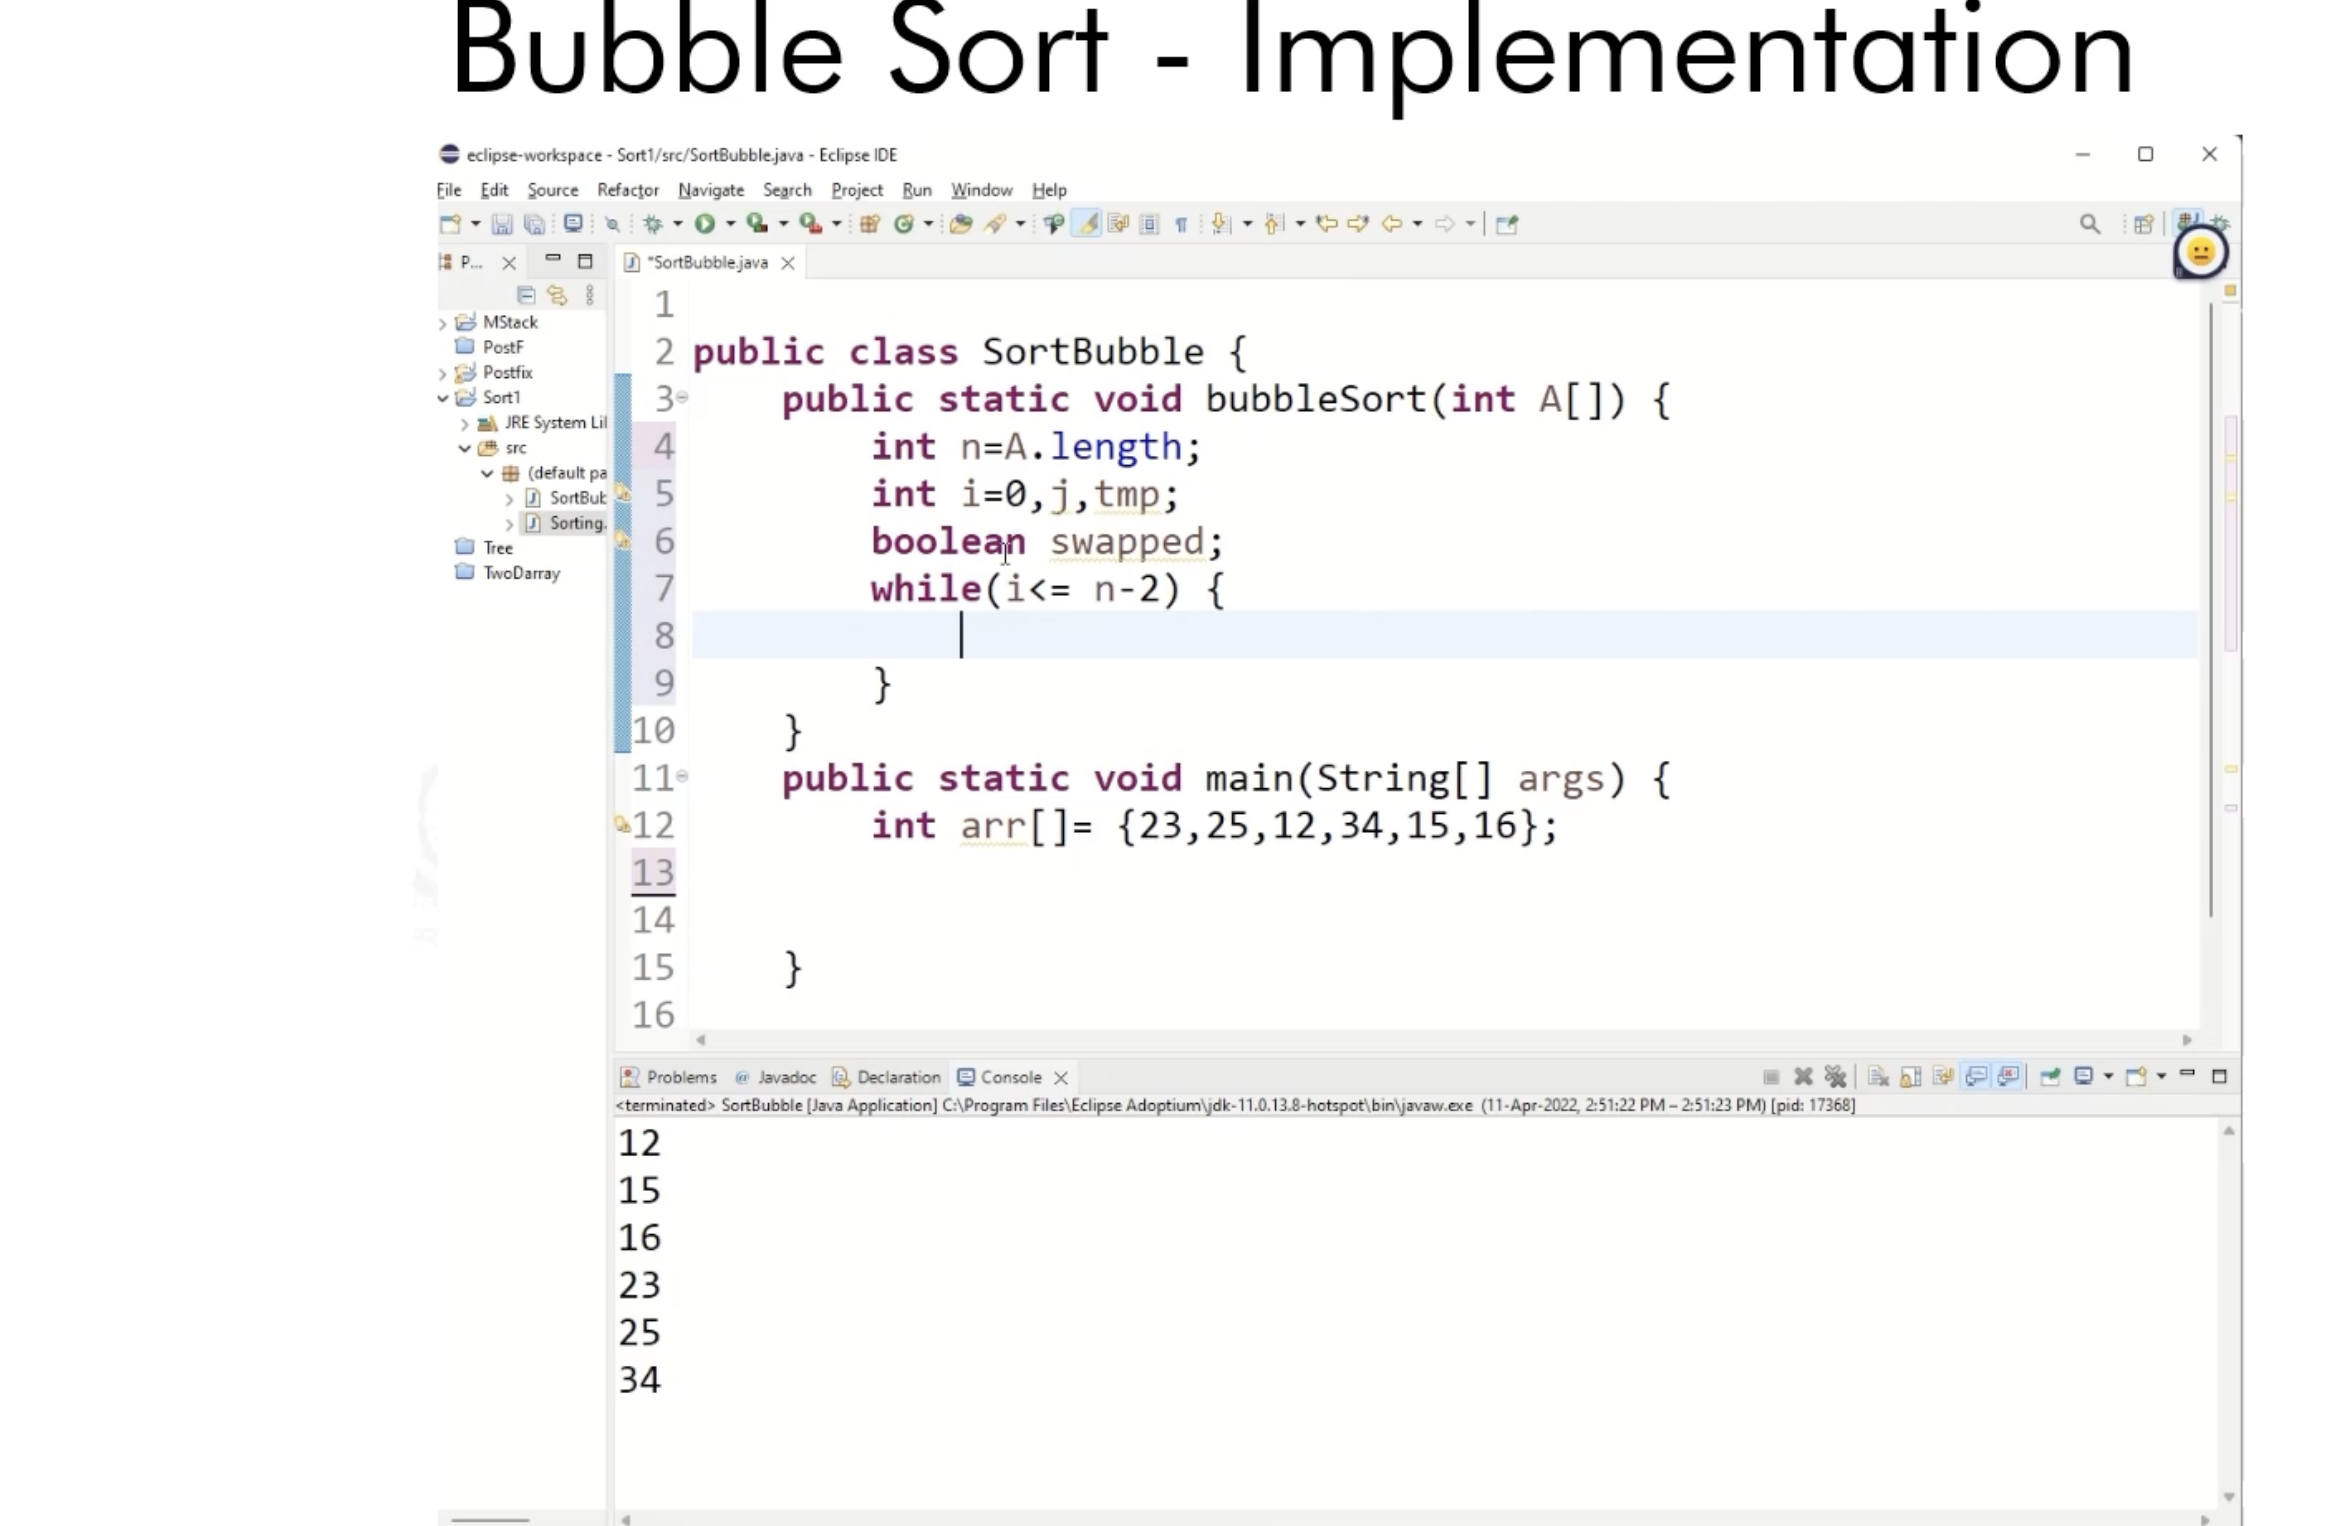 Bubble Sort - Implementation
eclipse-workspace - Sort1/src/SortBubble.java - Eclipse IDE
File Edit Source Refactor Navigate Search Project Run Window Help
P...
*SortBubble.java
MStack
PostF
Postfix
Sort1
JRE System Lil
src
(default pa
SortBub
Sorting.
Tree
TwoDarray
1
2 public class SortBubble {
3 public static void bubbleSort(int A[]) {
4 int n=A.length;
5 int i=0,j,tmp;
6 boolean swapped;
7 while(i<= n-2) {
8
9 }
10 }
11 public static void main(String[] args) {
12 int arr[]= {23,25,12,34,15,16};
13
14
15 }
16
Problems Javadoc Declaration Console
<terminated> SortBubble [Java Application] C:\Program Files\Eclipse Adoptium\jdk-11.0.13.8-hotspot\bin\javaw.exe (11-Apr-2022, 2:51:22 PM – 2:51:23 PM) [pid: 17368]
12
15
16
23
25
34